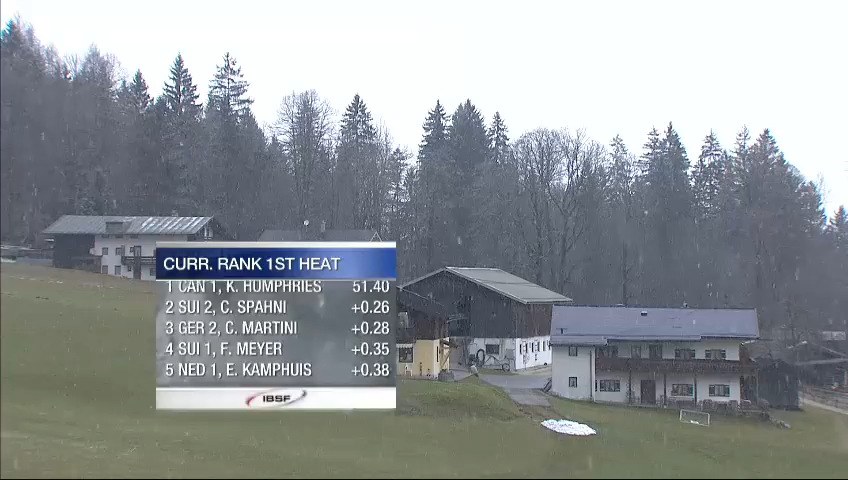 CURR. RANK 1ST HEAT
1 CAN 1, K. HUMPHRIES 51.40
2 SUI 2, C. SPAHNI +0.26
3 GER 2, C. MARTINI +0.28
4 SUI 1, F. MEYER +0.35
5 NED 1, E. KAMPHUIS +0.38
IBSF